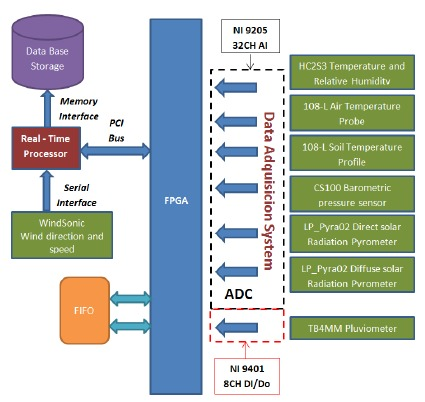 Data Base
Storage
Memory
Interface
Real - Time
Processor
PCI
Bus
Serial
Interface
WindSonic
Wind direction and
speed
FIFO
FPGA
NI 9205
32CH AI
Data Adquisicion System
ADC
NI 9401
8CH DI/Do
HC2S3 Temperature and
Relative Humidity
108-L Air Temperature
Probe
108-L Soil Temperature
Profile
CS100 Barometric
pressure sensor
LP_Pyra02 Direct solar
Radiation Pyrometer
LP_Pyra02 Diffuse solar
Radiation Pyrometer
TB4MM Pluviometer